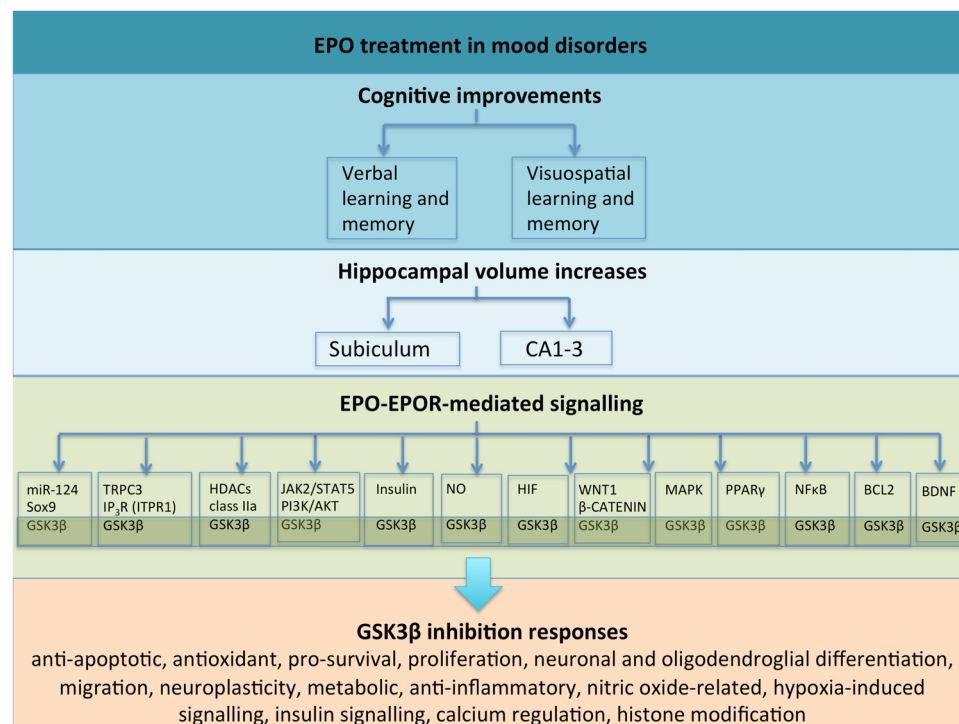 EPO treatment in mood disorders
Cognitive improvements
Verbal
learning and
memory
Visuospatial
learning and
memory
Hippocampal volume increases
Subiculum
CA1-3
EPO-EPOR-mediated signalling
miR-124
Sox9
GSK3β
TRPC3
IP₃R (ITPR1)
GSK3β
HDACs
class IIa
GSK3β
JAK2/STAT5
PI3K/AKT
GSK3β
Insulin
GSK3β
NO
GSK3β
HIF
GSK3β
WNT1
β-CATENIN
GSK3β
MAPK
GSK3β
PPARγ
GSK3β
NFκB
GSK3β
BCL2
GSK3β
BDNF
GSK3β
GSK3β inhibition responses
anti-apoptotic, antioxidant, pro-survival, proliferation, neuronal and oligodendroglial differentiation,
migration, neuroplasticity, metabolic, anti-inflammatory, nitric oxide-related, hypoxia-induced
signalling, insulin signalling, calcium regulation, histone modification